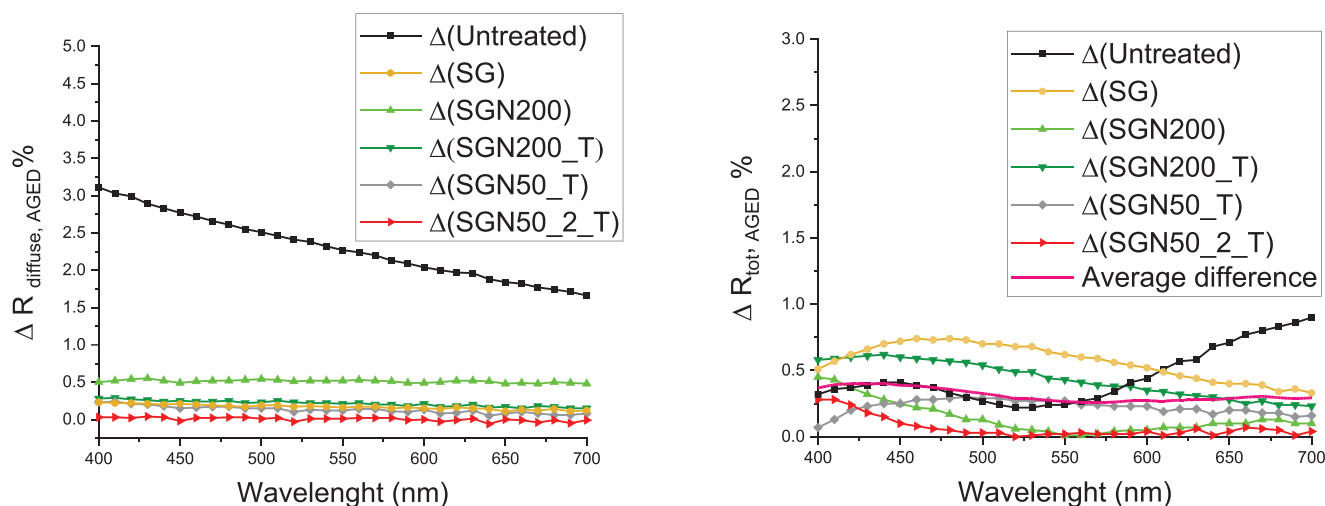 Δ(Untreated)
Δ(SG)
Δ(SGN200)
Δ(SGN200_T)
Δ(SGN50_T)
Δ(SGN50_2_T)
5.0
4.5
4.0
3.5
3.0
2.5
2.0
1.5
1.0
0.5
0.0
Δ R diffuse, AGED %
400 450 500 550 600 650 700
Wavelenght (nm)
Δ(Untreated)
Δ(SG)
Δ(SGN200)
Δ(SGN200_T)
Δ(SGN50_T)
Δ(SGN50_2_T)
Average difference
3.0
2.5
2.0
1.5
1.0
0.5
0.0
Δ Rtot, AGED %
400 450 500 550 600 650 700
Wavelenght (nm)